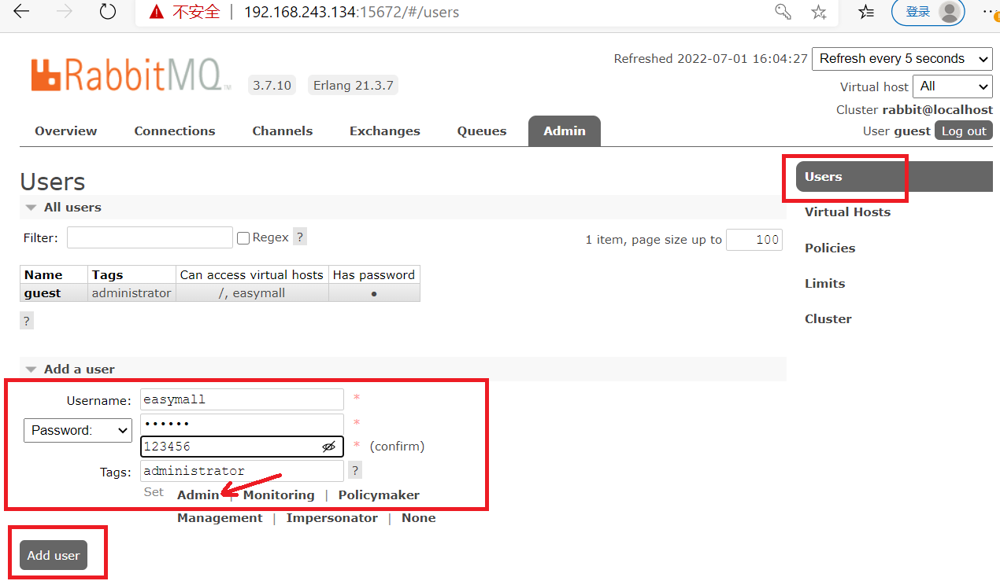 不安全 | 192.168.243.134:15672/#/users 登录 ...
Refreshed 2022-07-01 16:04:27 Refresh every 5 seconds
RabbitMQ TM 3.7.10 Erlang 21.3.7
Virtual host All
Cluster rabbit@localhost
User guest Log out
Overview Connections Channels Exchanges Queues Admin
Users
Users
Virtual Hosts
Policies
Limits
Cluster
All users
Filter: Regex ? 1 item, page size up to 100
Name Tags Can access virtual hosts Has password
guest administrator /, easymall ●
?
Add a user
Username: easymall *
Password: •••••• *
123456 * (confirm)
Tags: administrator ?
Set Admin | Monitoring | Policymaker
Management | Impersonator | None
Add user